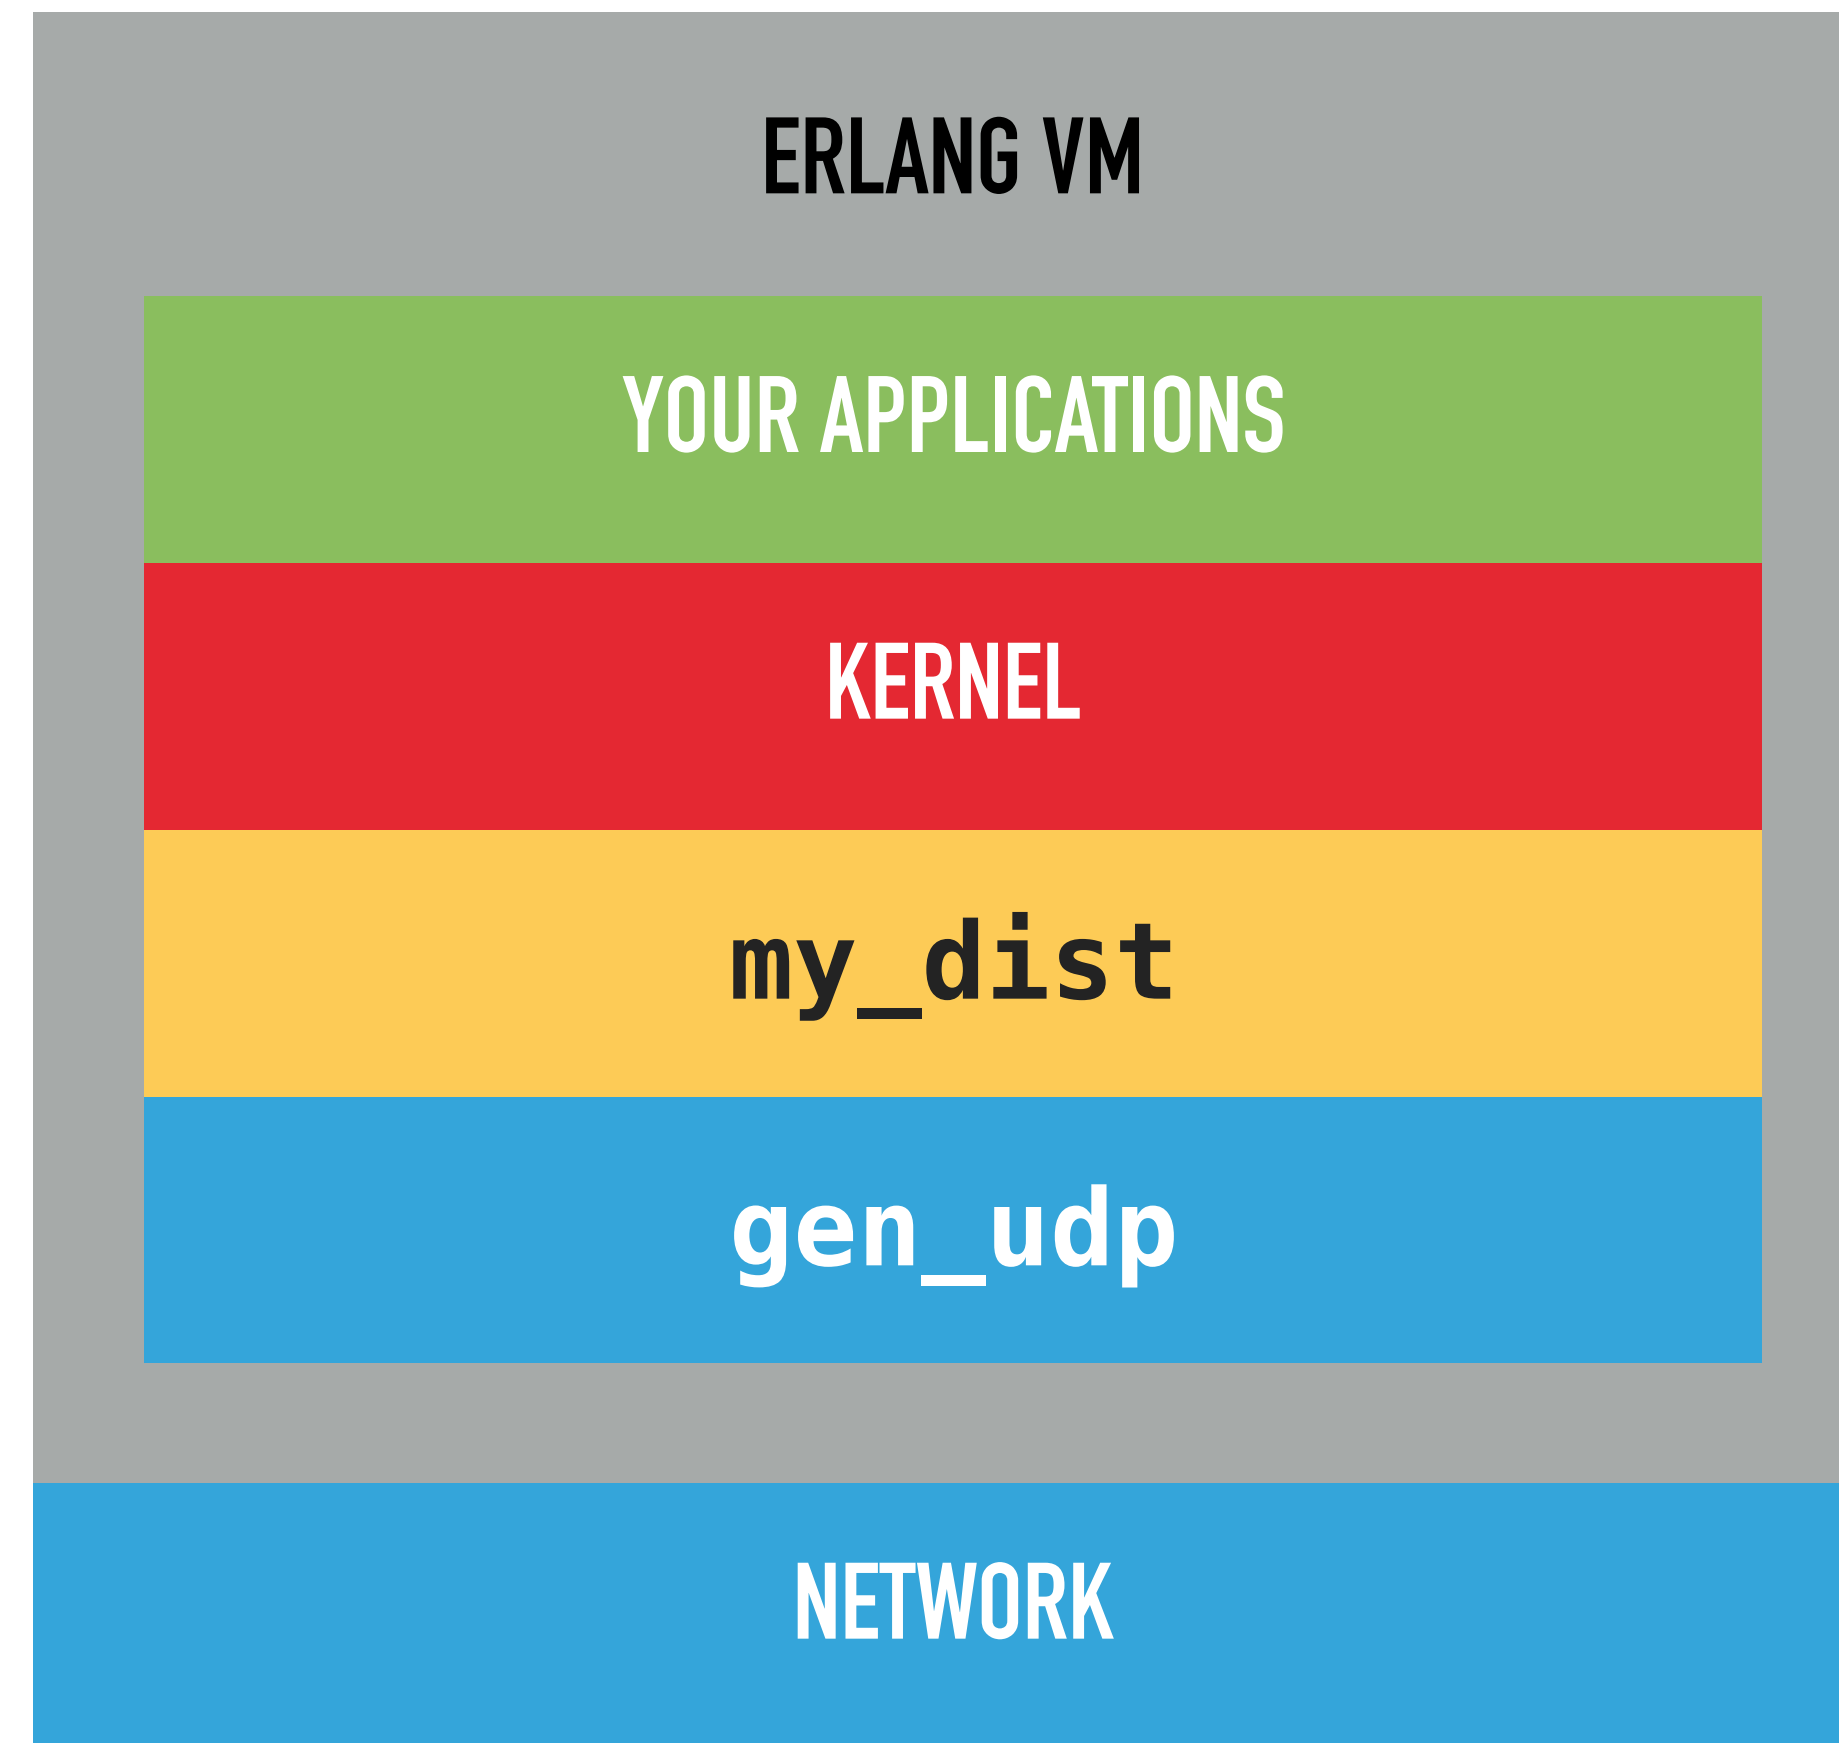 ERLANG VM
YOUR APPLICATIONS
KERNEL
my_dist
gen_udp
NETWORK